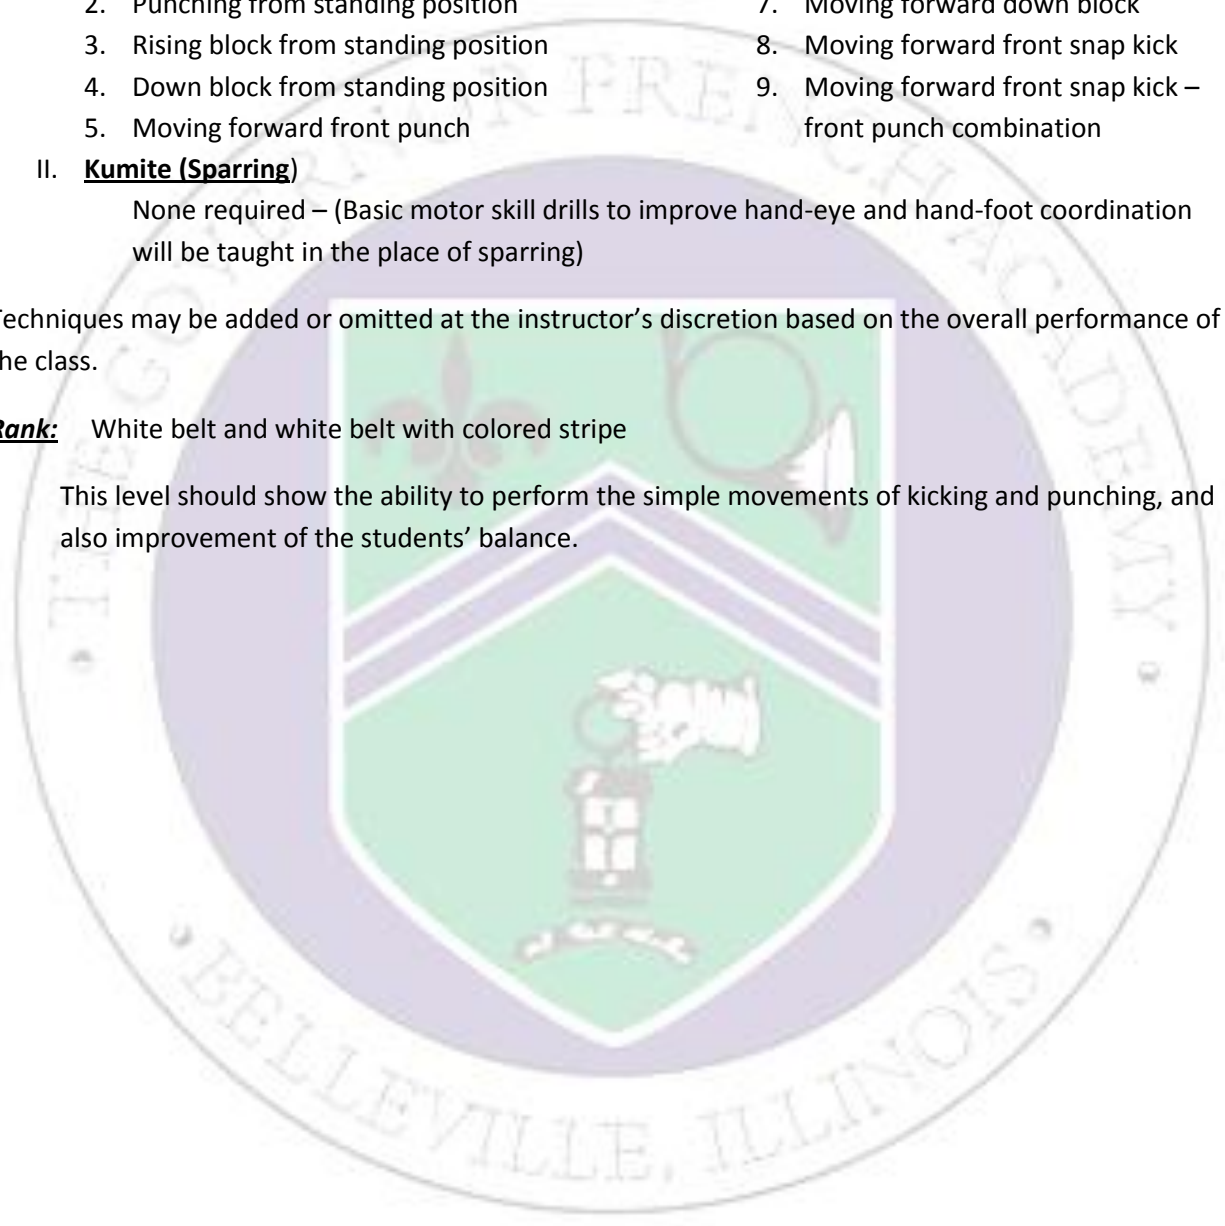 2. Punching from standing position
3. Rising block from standing position
4. Down block from standing position
5. Moving forward front punch
7. Moving forward down block
8. Moving forward front snap kick
9. Moving forward front snap kick –
front punch combination
II. Kumite (Sparring)
None required – (Basic motor skill drills to improve hand-eye and hand-foot coordination
will be taught in the place of sparring)
Techniques may be added or omitted at the instructor’s discretion based on the overall performance of
the class.
Rank: White belt and white belt with colored stripe
This level should show the ability to perform the simple movements of kicking and punching, and
also improvement of the students’ balance.
THE GOVERNOR FRENCH ACADEMY
• BELLEVILLE, ILLINOIS •